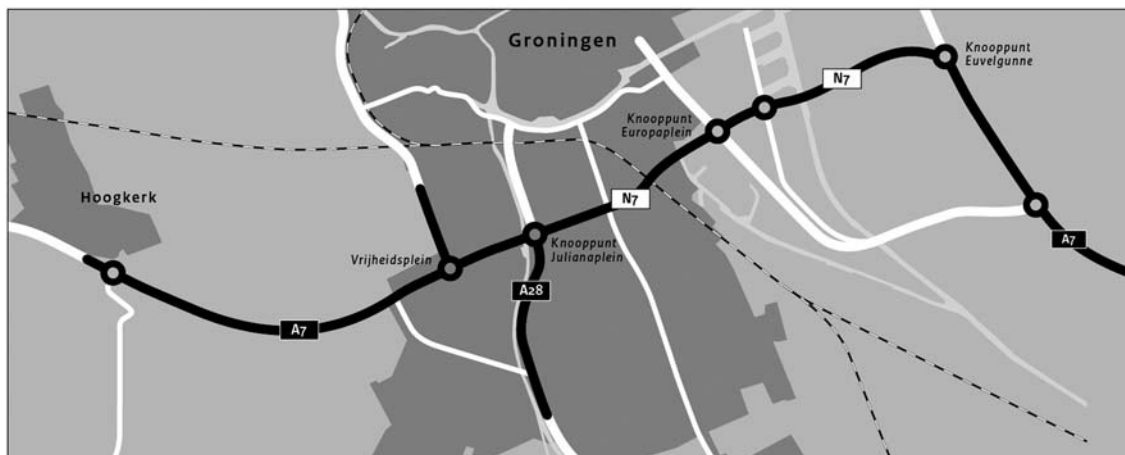 Groningen
Knooppunt
Euvelgunne
N7
Knooppunt
Europaplein
Hoogkerk
N7
Vrijheidsplein
Knooppunt
Julianaplein
A7
A28
A7